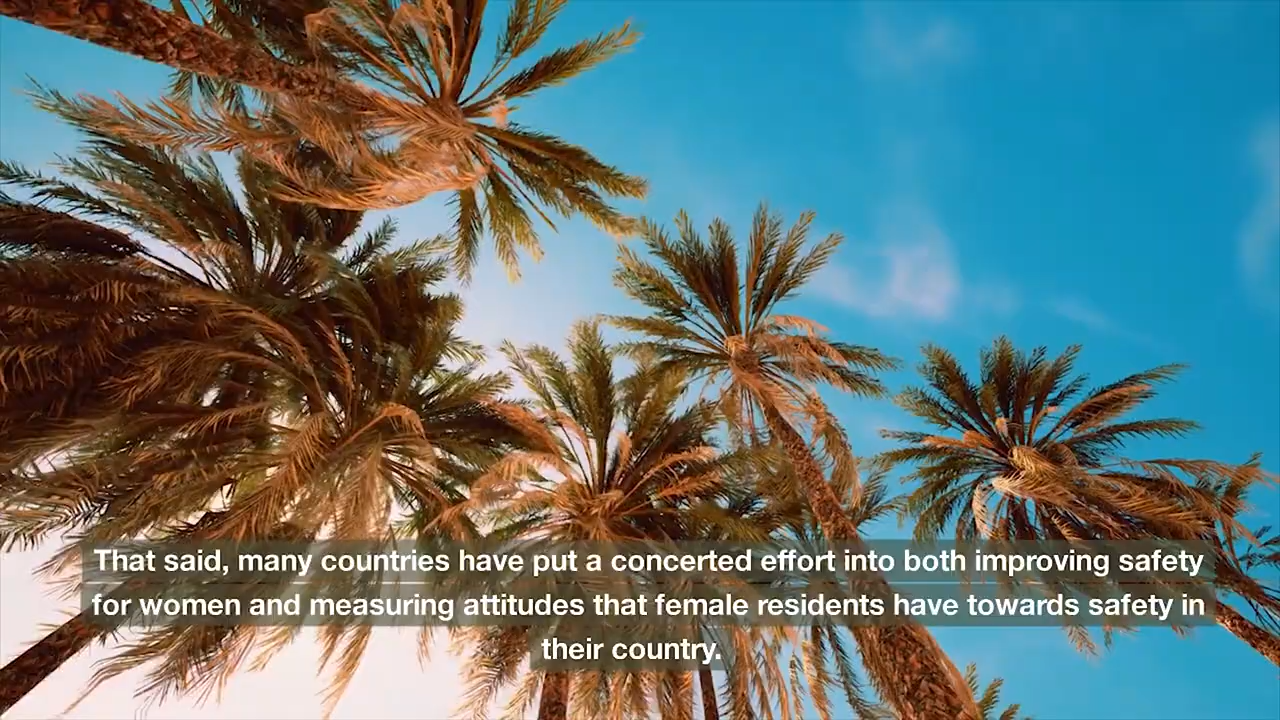 That said, many countries have put a concerted effort into both improving safety
for women and measuring attitudes that female residents have towards safety in
their country.